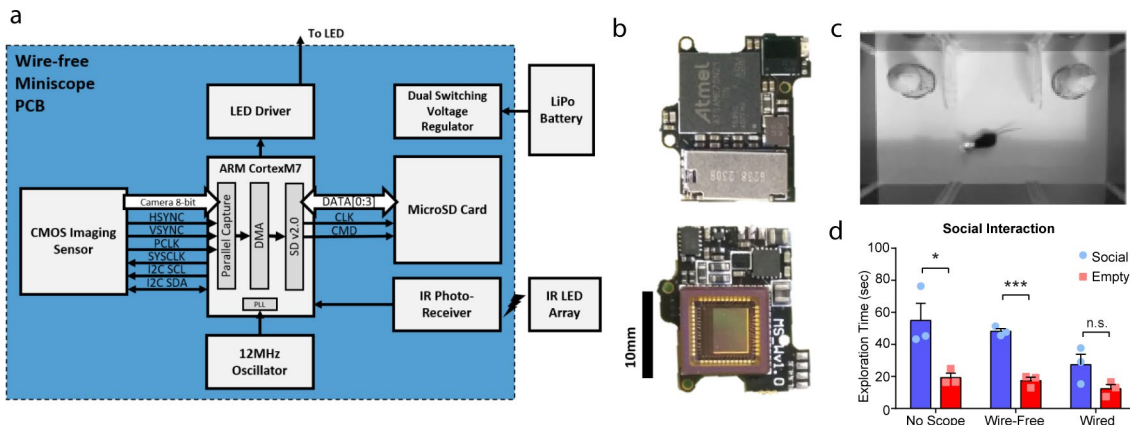 a
To LED
Wire-free
Miniscope
PCB
LED Driver
Dual Switching
Voltage
Regulator
LiPo
Battery
ARM CortexM7
CMOS Imaging
Sensor
Camera 8-bit
HSYNC
VSYNC
PCLK
SYSCLK
I2C SCL
I2C SDA
Parallel Capture
DMA
SD v2.0
PLL
DATA[0:3]
CLK
CMD
MicroSD Card
IR Photo-
Receiver
IR LED
Array
12MHz
Oscillator
b
Atmel
MS_Wv1.0
10mm
c
d
Social Interaction
Exploration Time (sec)
100
80
60
40
20
0
*
***
n.s.
Social
Empty
No Scope
Wire-Free
Wired